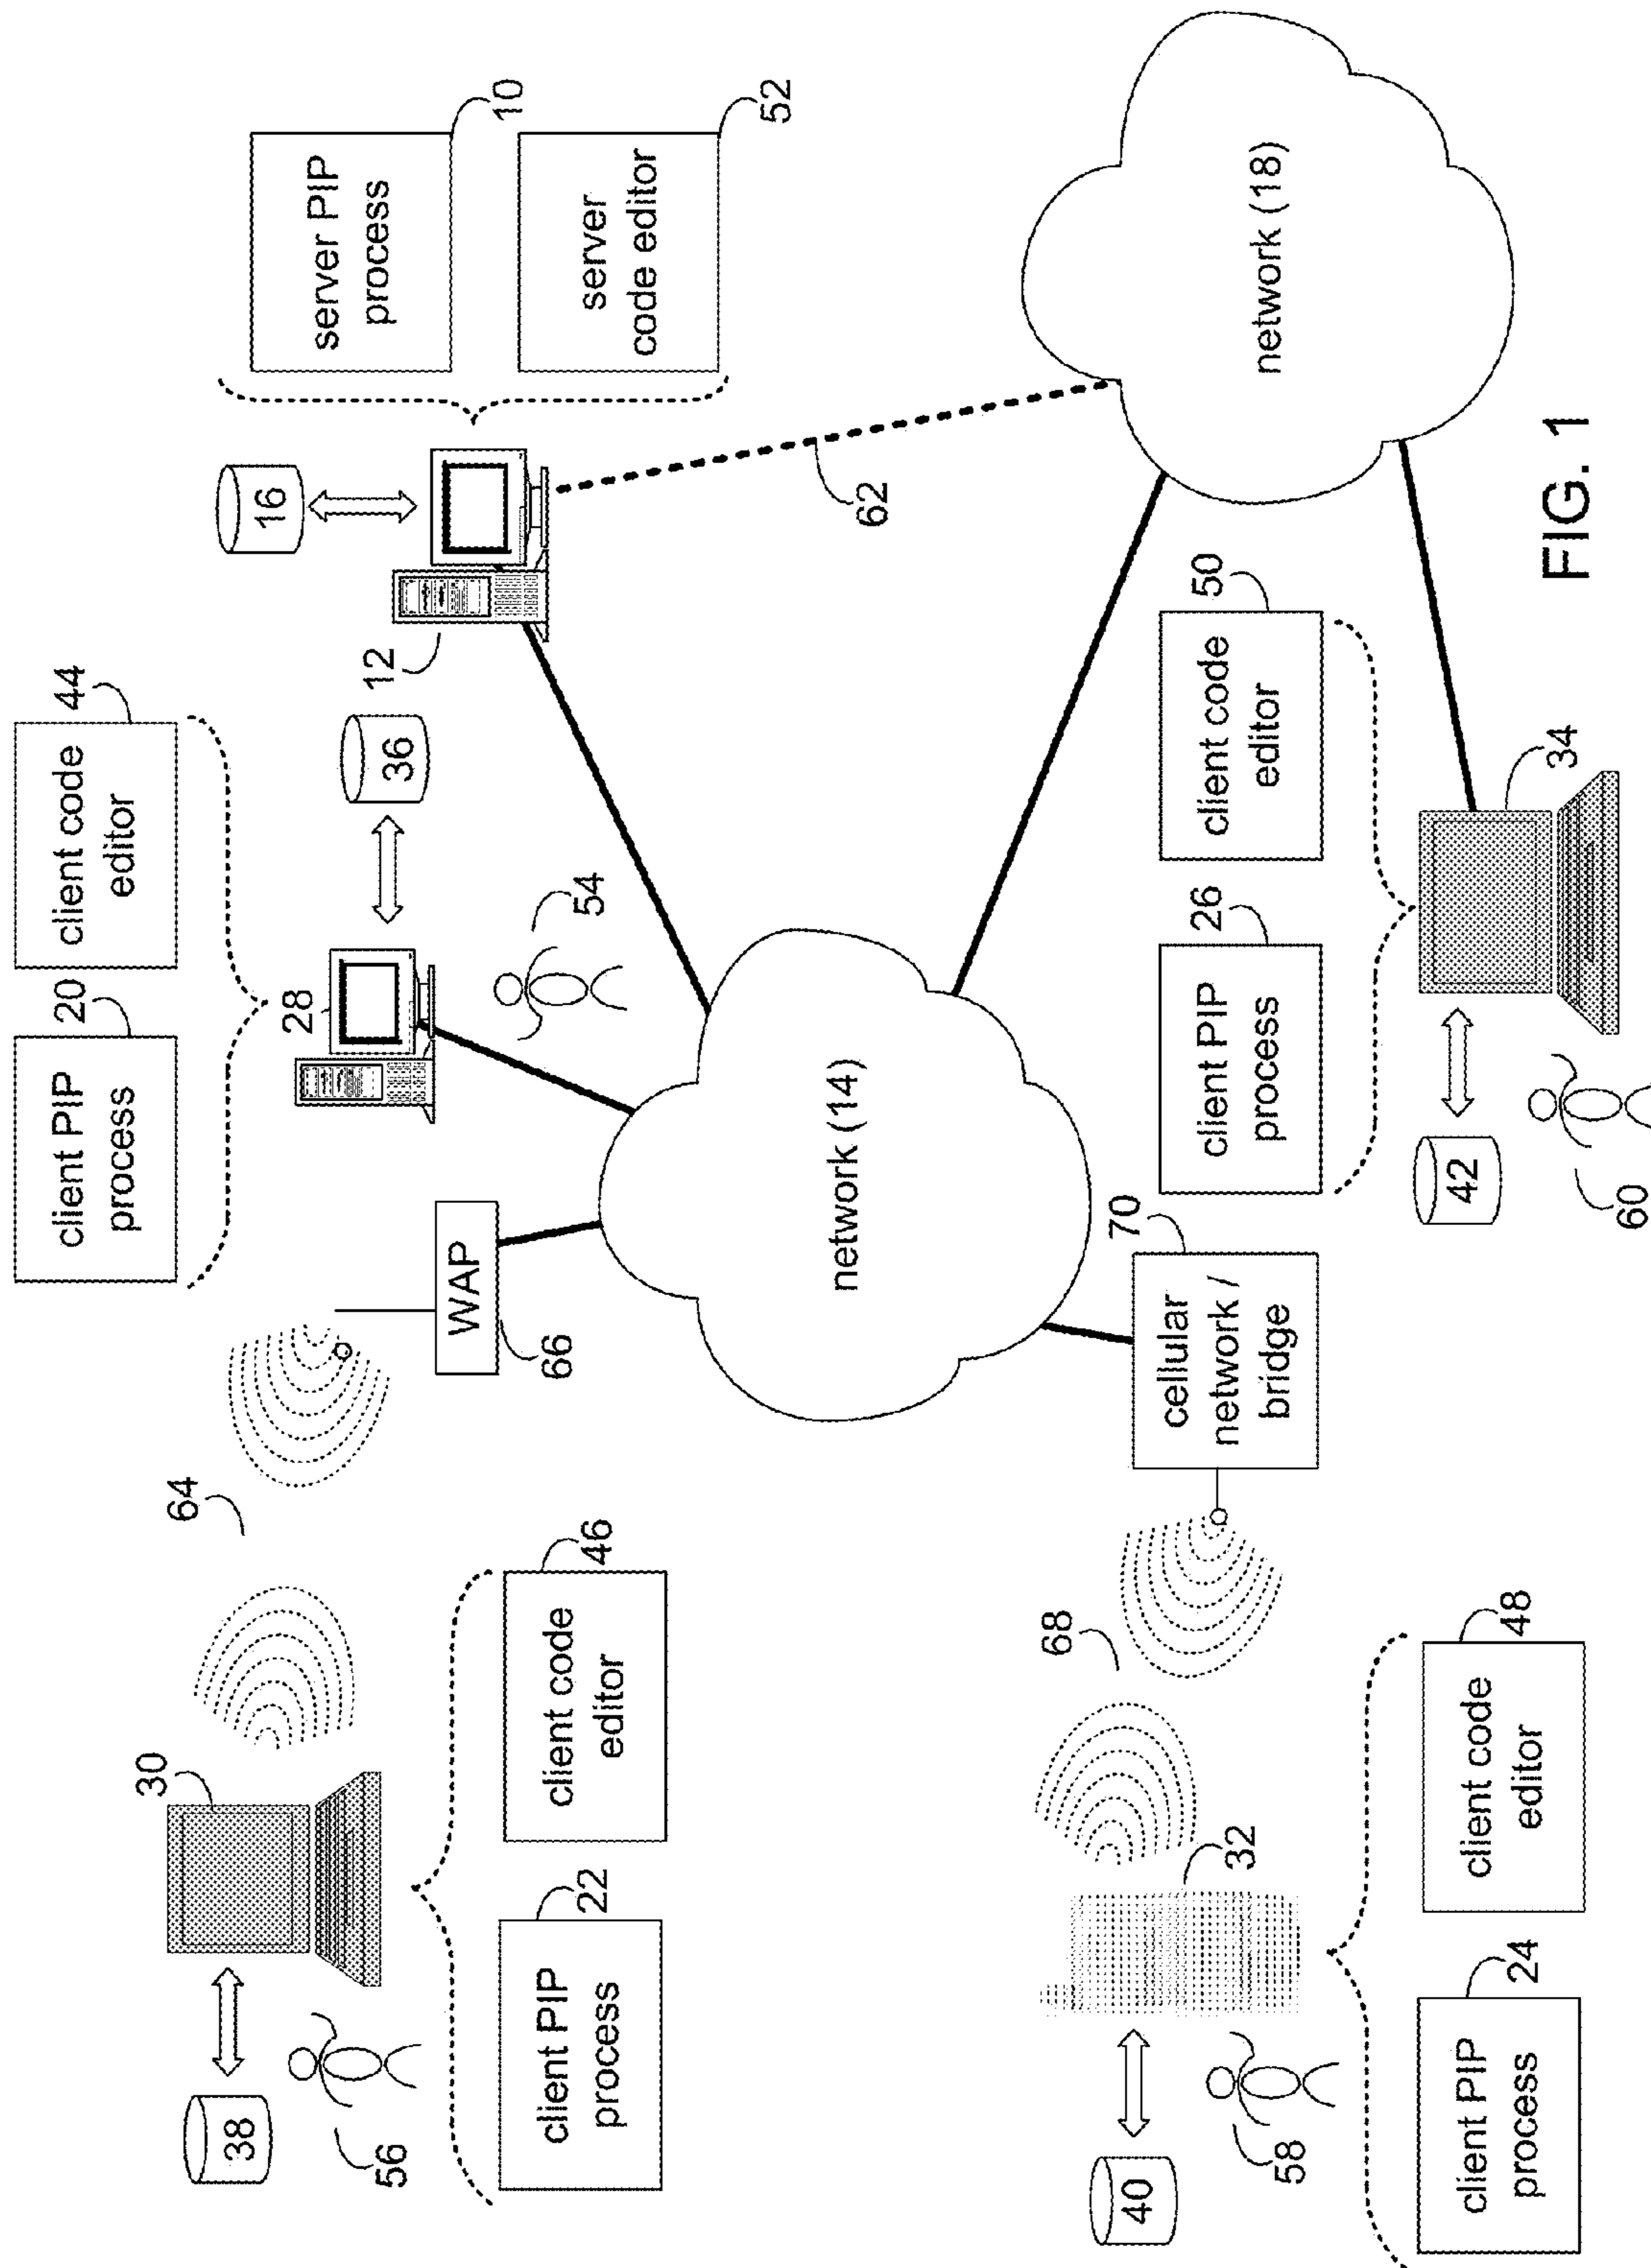 38
56
30
client PIP
process
22
client code
editor
46
64
WAP
66
client PIP
process
20
client code
editor
44
28
36
54
12
16
server PIP
process
10
server
code editor
52
62
network (14)
network (18)
40
58
32
client PIP
process
24
client code
editor
48
68
cellular
network /
bridge
70
client PIP
process
26
client code
editor
50
42
60
34
FIG. 1